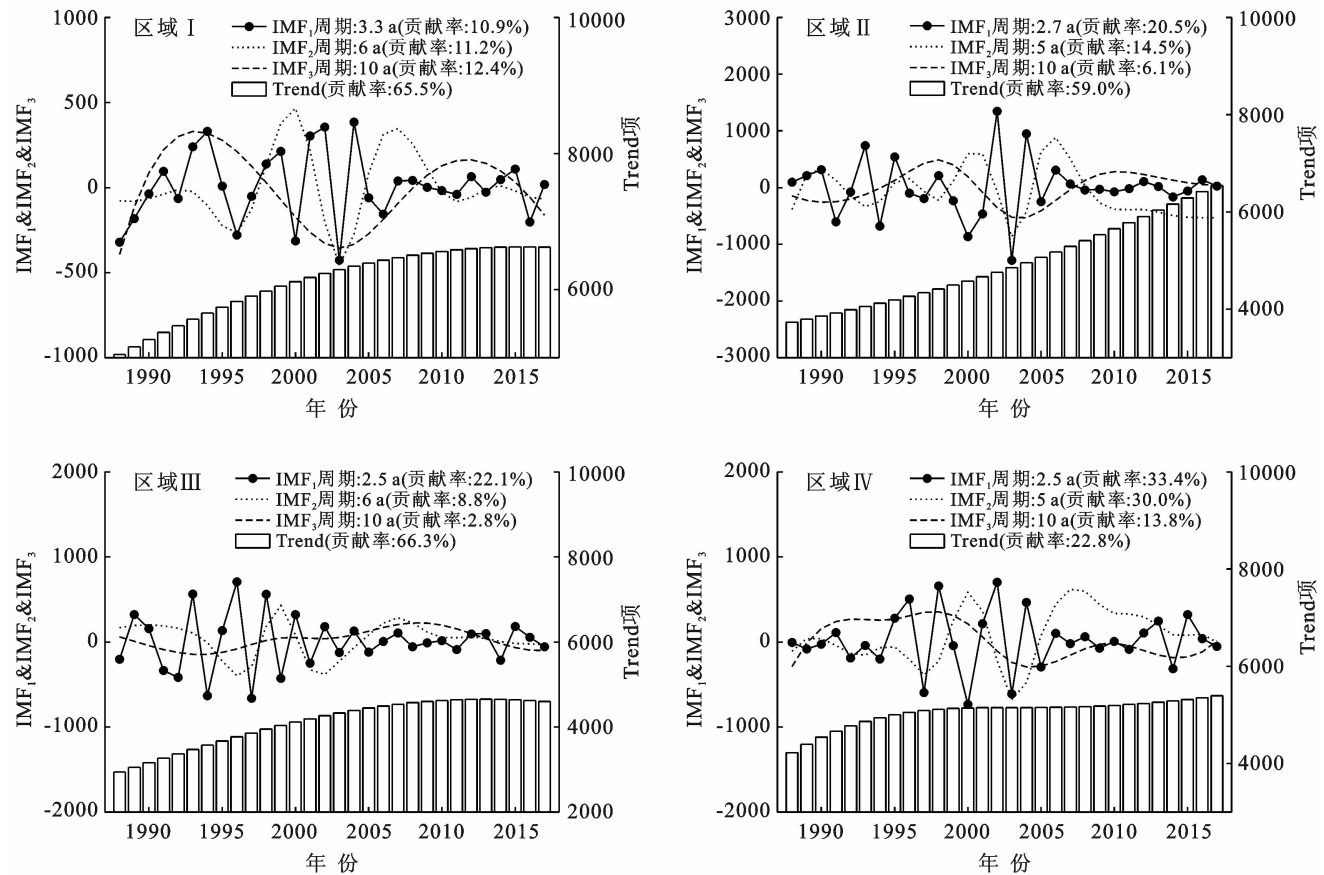 区域Ⅰ
IMF₁周期:3.3 a(贡献率:10.9%)
IMF₂周期:6 a(贡献率:11.2%)
IMF₃周期:10 a(贡献率:12.4%)
Trend(贡献率:65.5%)
1000
500
0
-500
-1000
IMF₁&IMF₂&IMF₃
10000
8000
6000
Trend项
1990 1995 2000 2005 2010 2015
年 份
区域Ⅱ
IMF₁周期:2.7 a(贡献率:20.5%)
IMF₂周期:5 a(贡献率:14.5%)
IMF₃周期:10 a(贡献率:6.1%)
Trend(贡献率:59.0%)
3000
2000
1000
0
-1000
-2000
-3000
IMF₁&IMF₂&IMF₃
10000
8000
6000
4000
Trend项
1990 1995 2000 2005 2010 2015
年 份
区域Ⅲ
IMF₁周期:2.5 a(贡献率:22.1%)
IMF₂周期:6 a(贡献率:8.8%)
IMF₃周期:10 a(贡献率:2.8%)
Trend(贡献率:66.3%)
2000
1000
0
-1000
-2000
IMF₁&IMF₂&IMF₃
10000
8000
6000
4000
2000
Trend项
1990 1995 2000 2005 2010 2015
年 份
区域Ⅳ
IMF₁周期:2.5 a(贡献率:33.4%)
IMF₂周期:5 a(贡献率:30.0%)
IMF₃周期:10 a(贡献率:13.8%)
Trend(贡献率:22.8%)
2000
1000
0
-1000
-2000
IMF₁&IMF₂&IMF₃
10000
8000
6000
4000
Trend项
1990 1995 2000 2005 2010 2015
年 份